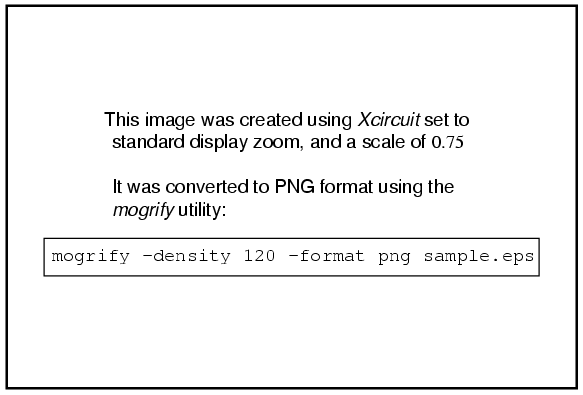 This image was created using Xcircuit set to
standard display zoom, and a scale of 0.75
It was converted to PNG format using the
mogrify utility:
mogrify -density 120 -format png sample.eps